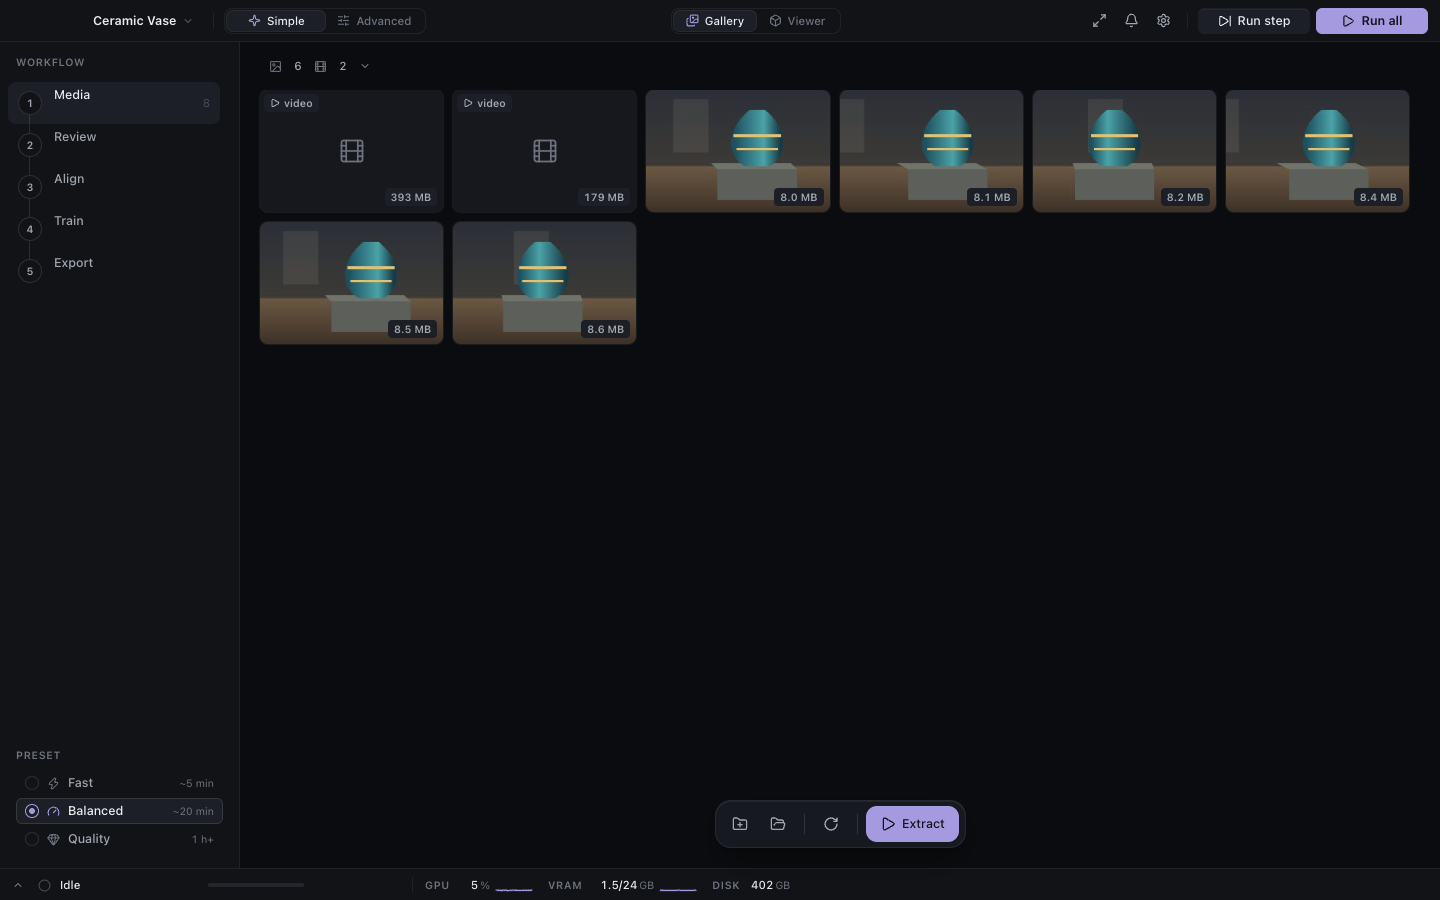 Ceramic Vase
Simple
Advanced
Gallery
Viewer
Run step
Run all
WORKFLOW
1 Media 8
2 Review
3 Align
4 Train
5 Export
6 2
video
393 MB
video
179 MB
8.0 MB
8.1 MB
8.2 MB
8.4 MB
8.5 MB
8.6 MB
PRESET
Fast ~5 min
Balanced ~20 min
Quality 1 h+
Extract
Idle
GPU 5 %
VRAM 1.5/24 GB
DISK 402 GB